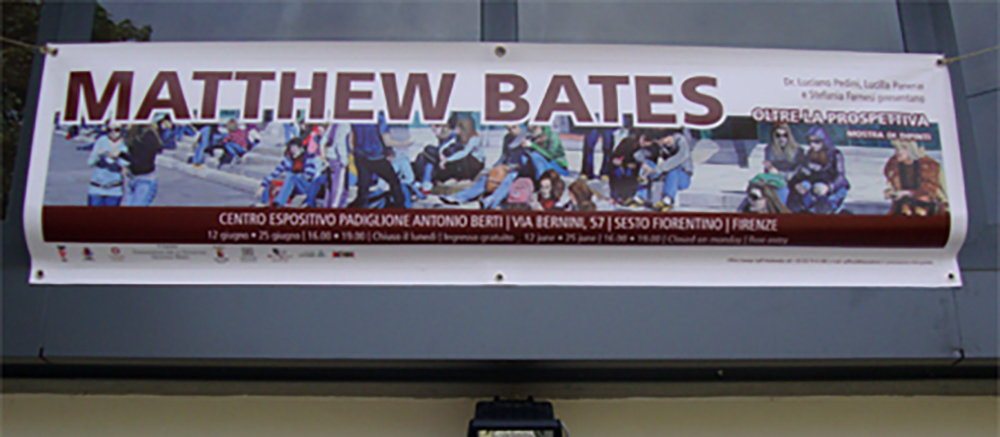 MATTHEW BATES
Dr. Luciano Pedini, Lucilla
e Stefania Farnesi presentano
OLTRE LA PROSPETTIVA
MOSTRA DI DIPINTI
CENTRO ESPOSITIVO PADIGLIONE ANTONIO BERTI | VIA BERNINI, 57 | SESTO FIORENTINO | FIRENZE
12 giugno • 25 giugno | 16.00 • 19.00 | Chiuso il lunedì | Ingresso gratuito - 12 june • 25 june | 16.00 • 19.00 | Closed on monday | free entry